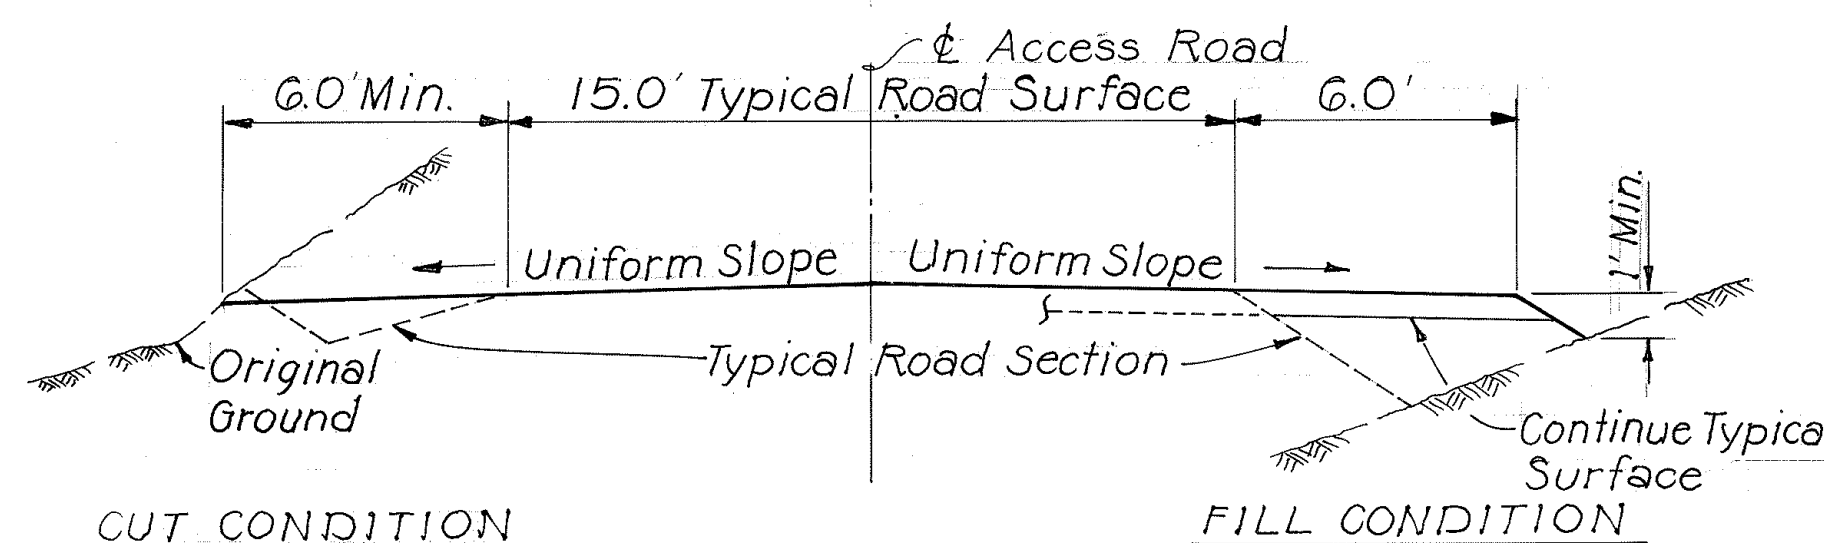 ℄ Access Road
6.0' Min.
15.0' Typical Road Surface
6.0'
1' Min.
Uniform Slope
Uniform Slope
Original
Ground
Typical Road Section
Continue Typica
Surface
CUT CONDITION
FILL CONDITION